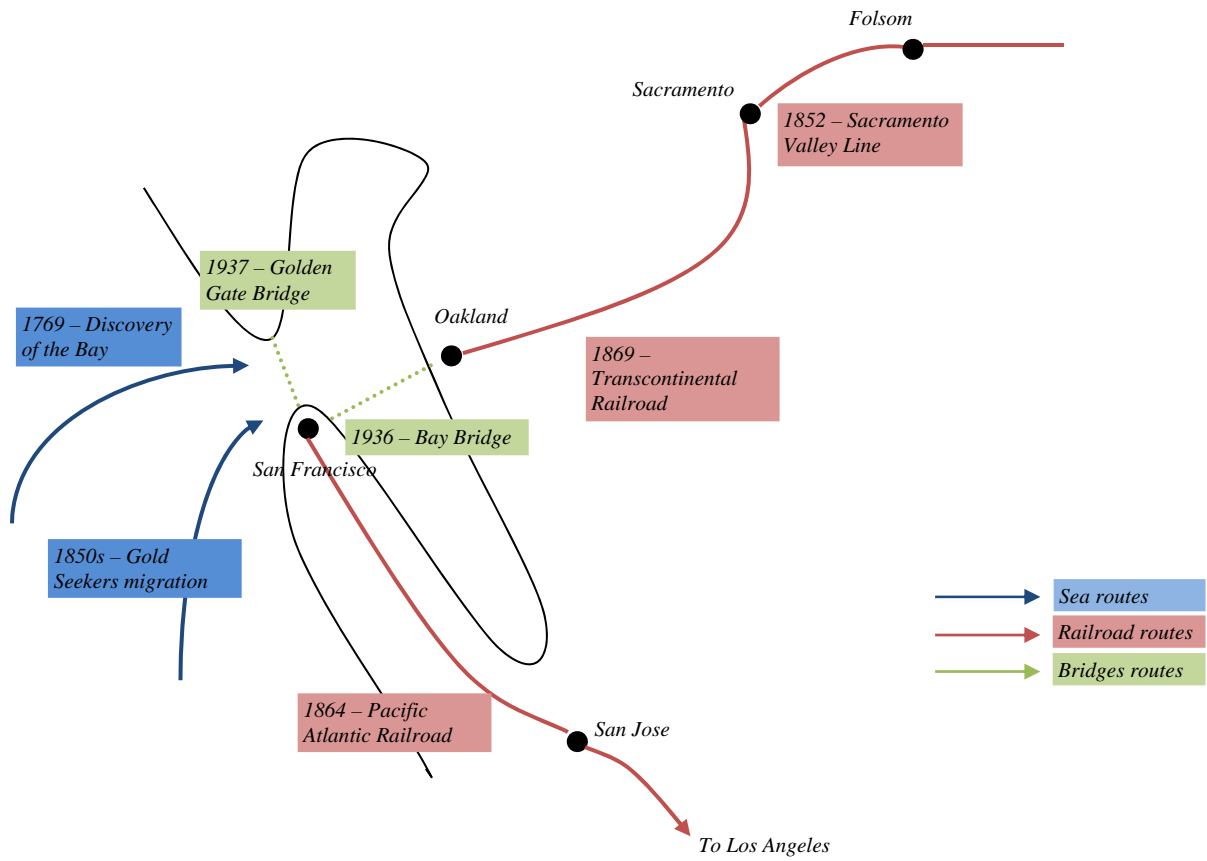 Folsom
Sacramento
1852 – Sacramento
Valley Line
1937 – Golden
Gate Bridge
1769 – Discovery
of the Bay
Oakland
1869 –
Transcontinental
Railroad
1936 – Bay Bridge
San Francisco
1850s – Gold
Seekers migration
Sea routes
Railroad routes
Bridges routes
1864 – Pacific
Atlantic Railroad
San Jose
To Los Angeles